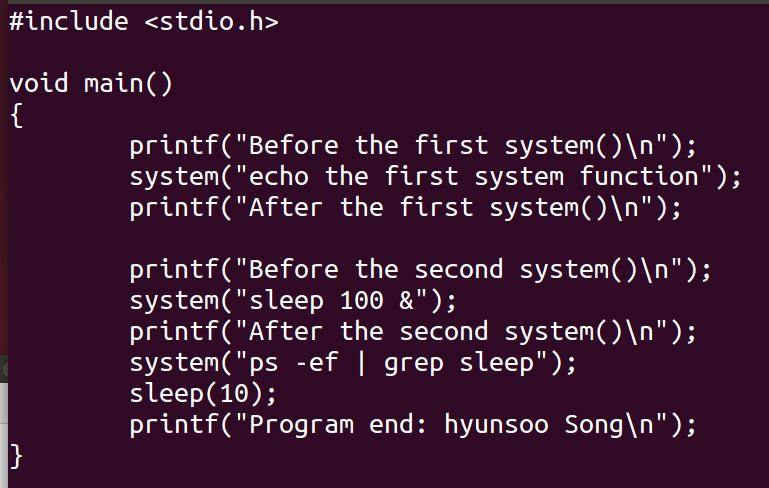 #include <stdio.h>
void main()
{
printf("Before the first system()\n");
system("echo the first system function");
printf("After the first system()\n");
printf("Before the second system()\n");
system("sleep 100 &");
printf("After the second system()\n");
system("ps -ef | grep sleep");
sleep(10);
printf("Program end: hyunsoo Song\n");
}